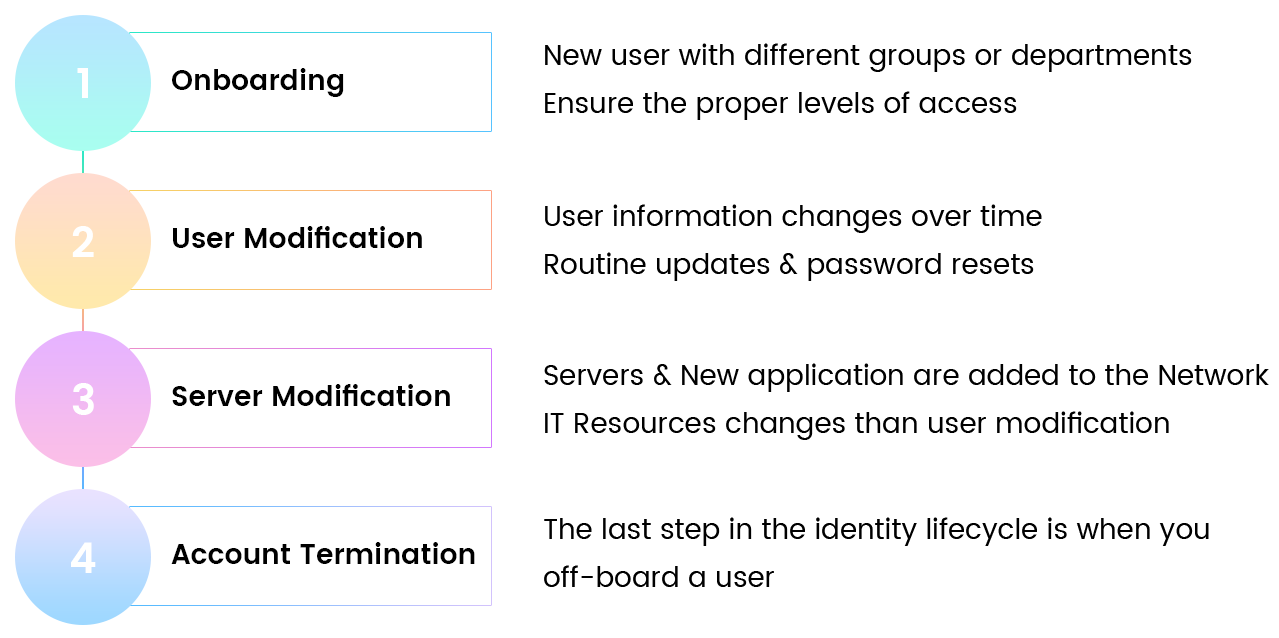 1
Onboarding
New user with different groups or departments
Ensure the proper levels of access
2
User Modification
User information changes over time
Routine updates & password resets
3
Server Modification
Servers & New application are added to the Network
IT Resources changes than user modification
4
Account Termination
The last step in the identity lifecycle is when you
off-board a user